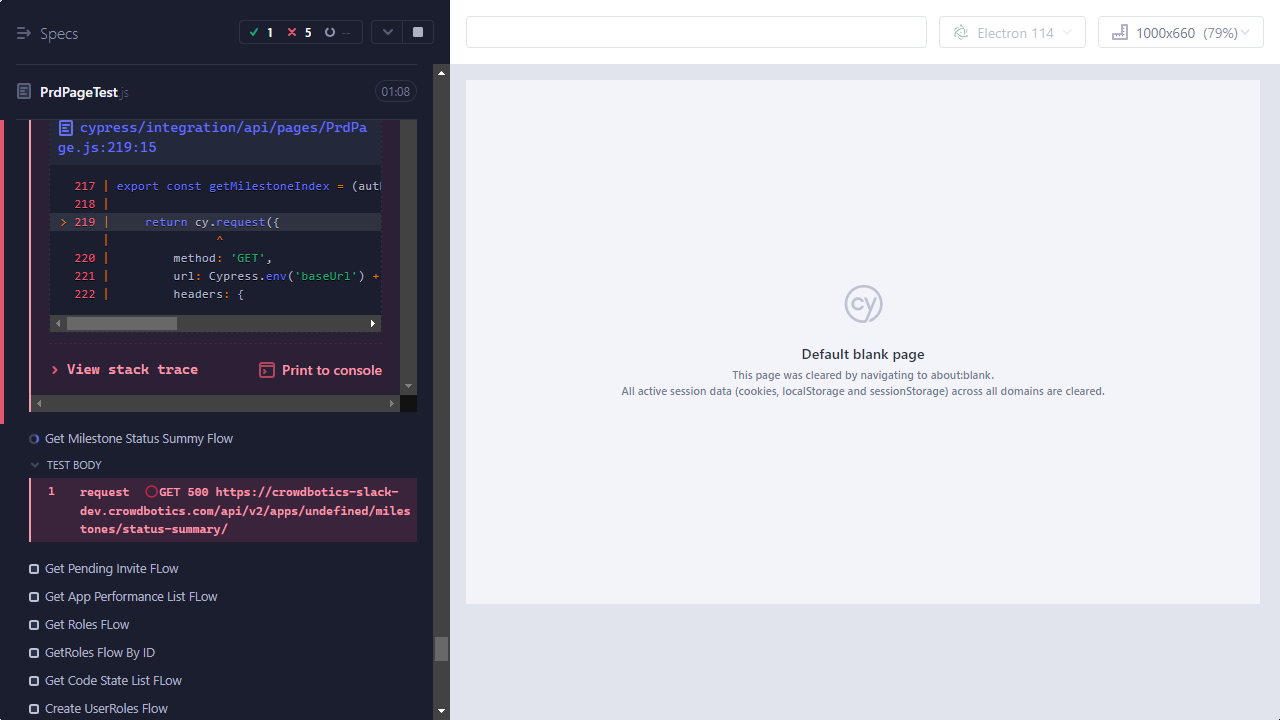 Specs
1 5 --
Electron 114
1000x660 (79%)
PrdPageTest.js
01:08
cypress/integration/api/pages/PrdPa
ge.js:219:15
217 | export const getMilestoneIndex = (aut
218 |
> 219 | return cy.request({
| ^
220 | method: 'GET',
221 | url: Cypress.env('baseUrl') +
222 | headers: {
View stack trace
Print to console
Get Milestone Status Summy Flow
TEST BODY
1 request GET 500 https://crowdbotics-slack-
dev.crowdbotics.com/api/v2/apps/undefined/miles
tones/status-summary/
Get Pending Invite FLow
Get App Performance List FLow
Get Roles FLow
GetRoles Flow By ID
Get Code State List FLow
Create UserRoles Flow
cy
Default blank page
This page was cleared by navigating to about:blank.
All active session data (cookies, localStorage and sessionStorage) across all domains are cleared.